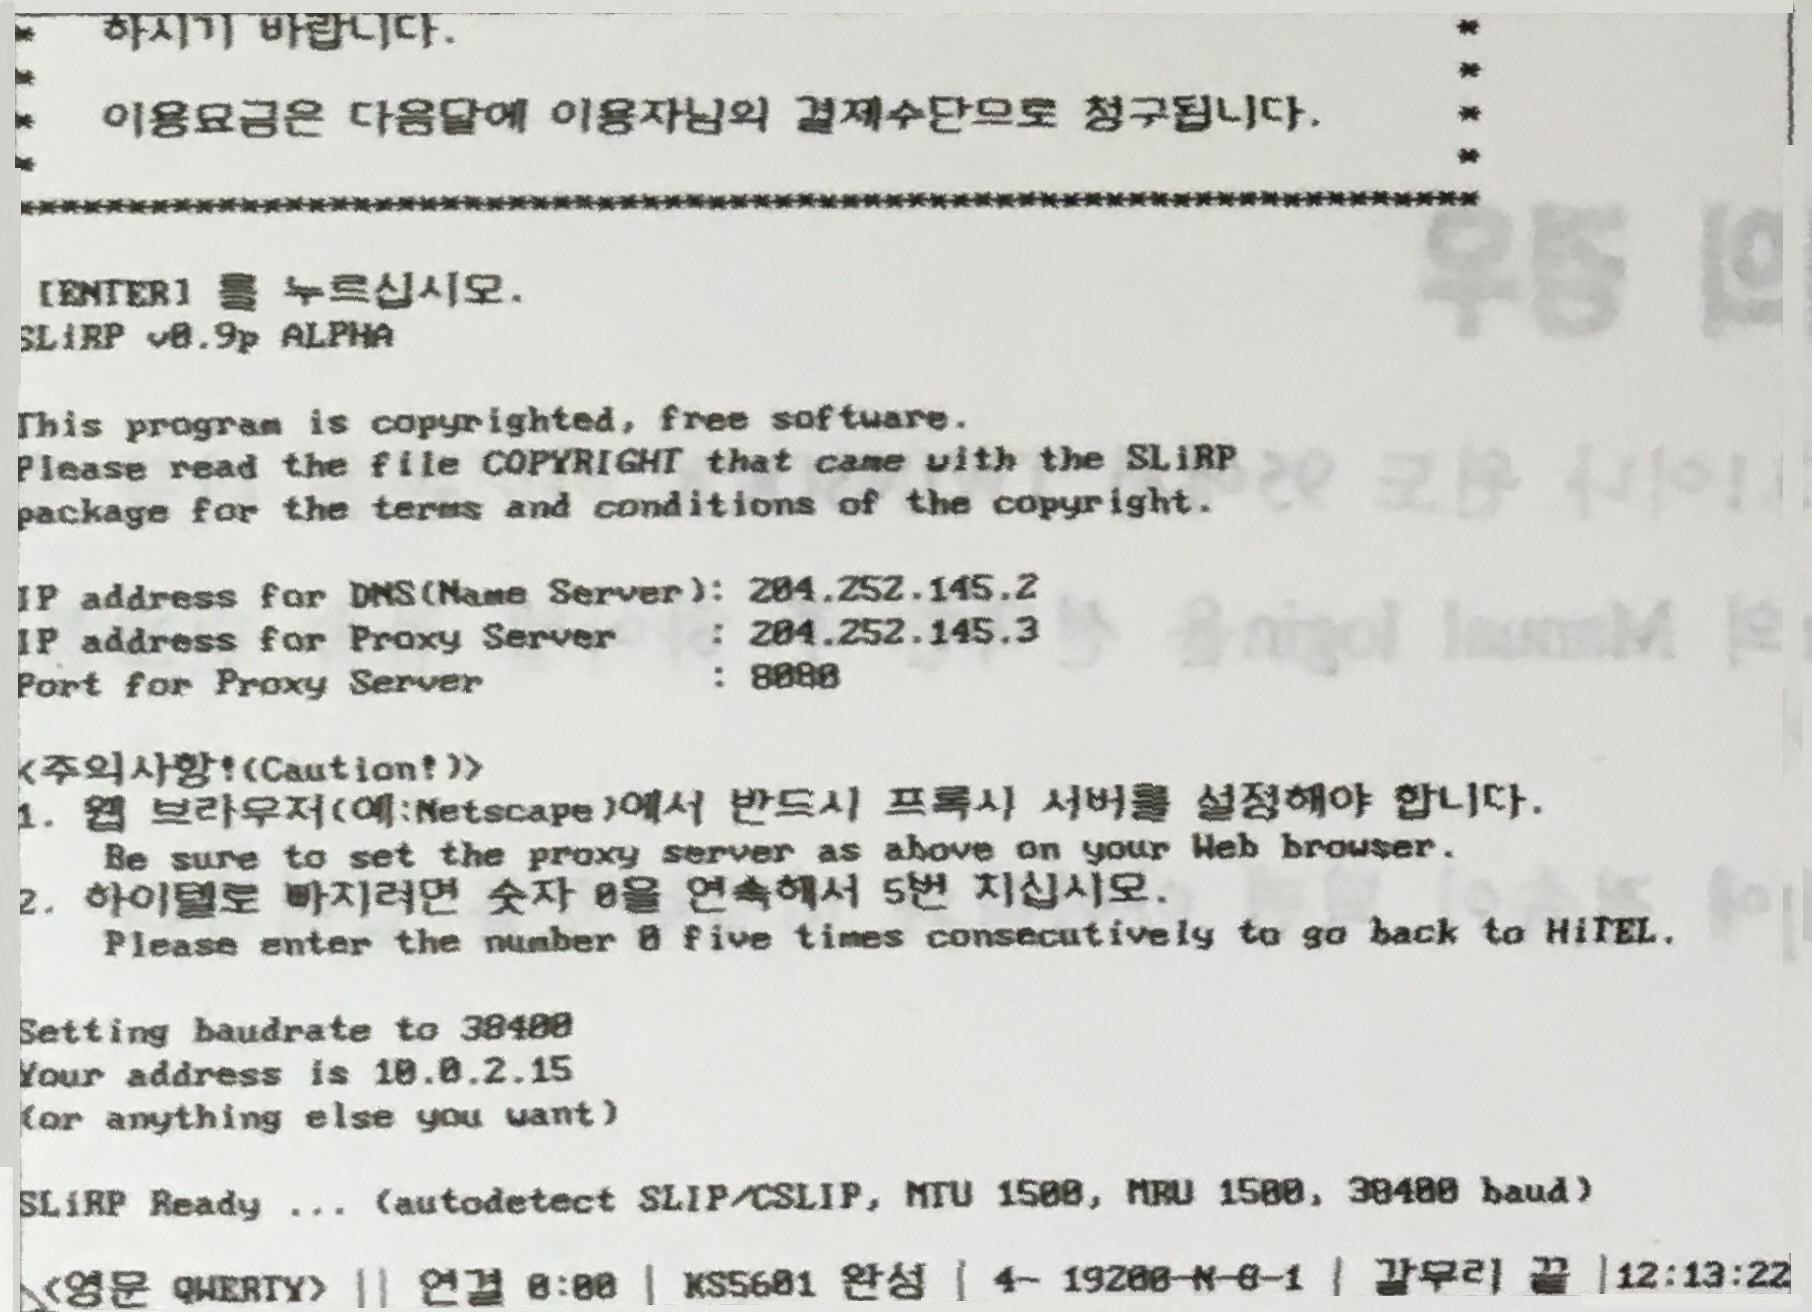 * 하시기 바랍니다. *
* *
* 이용요금은 다음달에 이용자님의 결제수단으로 청구됩니다. *
* *
*****************************************************************
[ENTER] 를 누르십시오.
SLiRP v0.9p ALPHA
This program is copyrighted, free software.
Please read the file COPYRIGHT that came with the SLiRP
package for the terms and conditions of the copyright.
IP address for DNS(Name Server): 204.252.145.2
IP address for Proxy Server : 204.252.145.3
Port for Proxy Server : 8080
<주의사항!(Caution!)>
1. 웹 브라우저(예:Netscape)에서 반드시 프록시 서버를 설정해야 합니다.
Be sure to set the proxy server as above on your Web browser.
2. 하이텔로 빠지려면 숫자 0을 연속해서 5번 치십시모.
Please enter the number 0 five times consecutively to go back to HiTEL.
Setting baudrate to 38400
Your address is 10.0.2.15
(or anything else you want)
SLiRP Ready ... (autodetect SLIP/CSLIP, MTU 1500, MRU 1500, 38400 baud)
<영문 QWERTY> || 연결 0:00 | KS5601 완성 | 4- 19200-N-8-1 | 갈무리 끝 |12:13:22